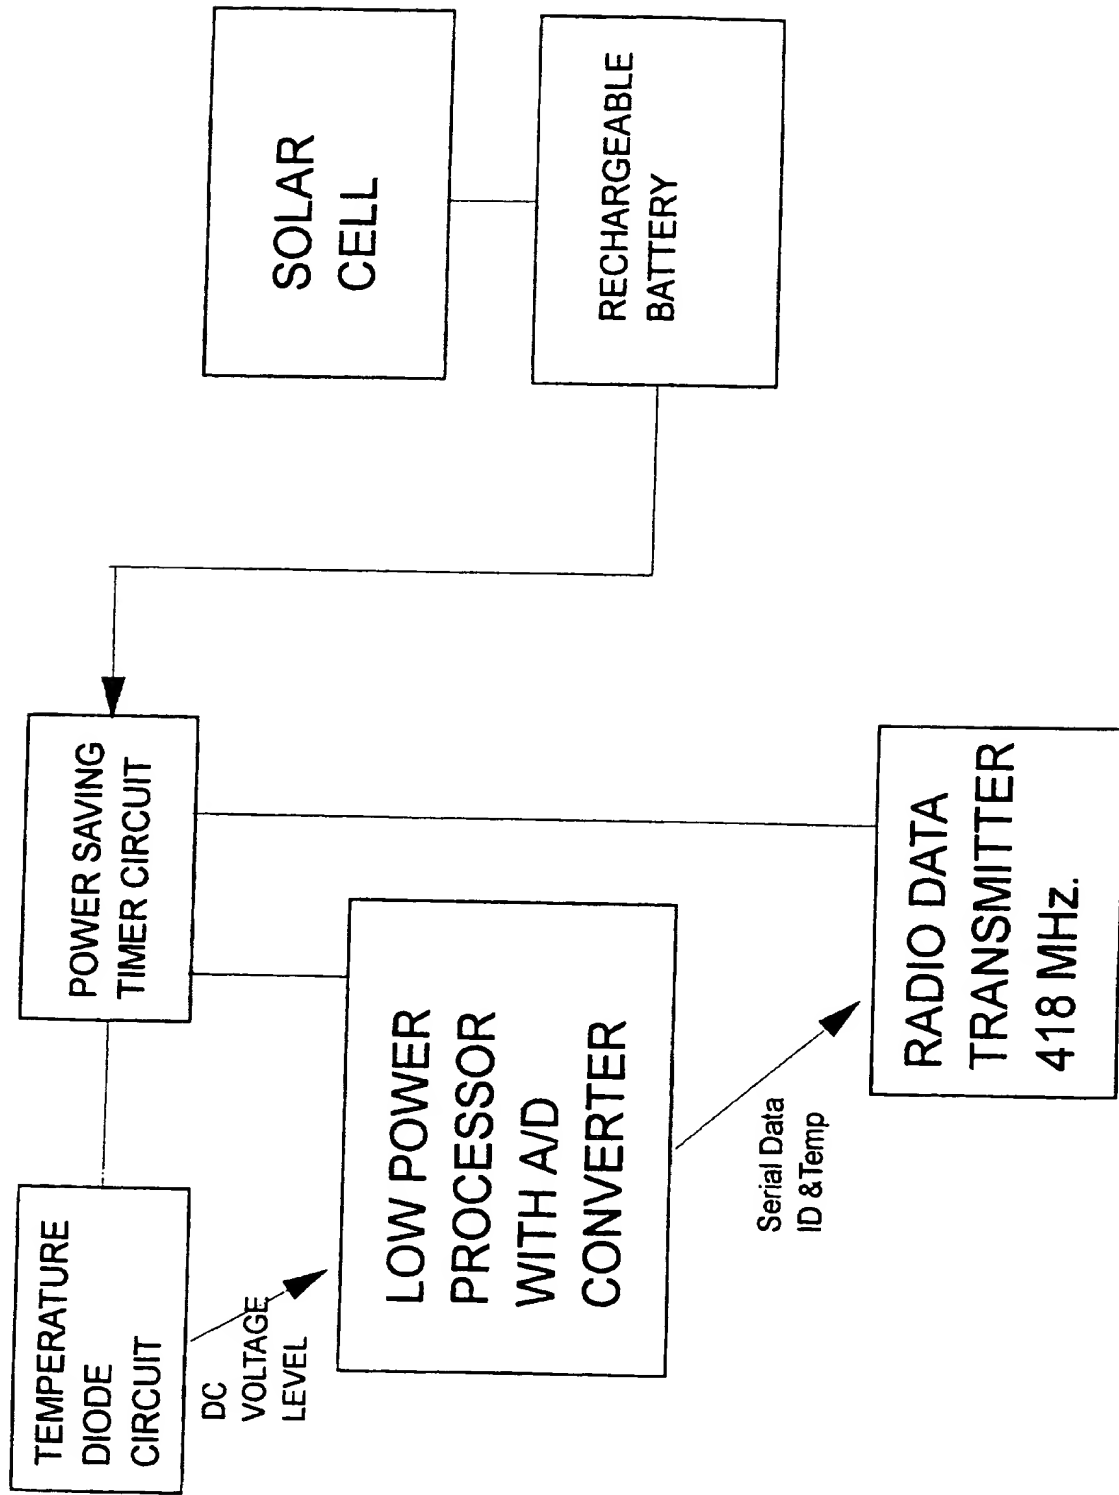 TEMPERATURE
DIODE
CIRCUIT
DC
VOLTAGE
LEVEL
POWER SAVING
TIMER CIRCUIT
LOW POWER
PROCESSOR
WITH A/D
CONVERTER
Serial Data
ID &Temp
RADIO DATA
TRANSMITTER
418 MHz.
SOLAR
CELL
RECHARGEABLE
BATTERY